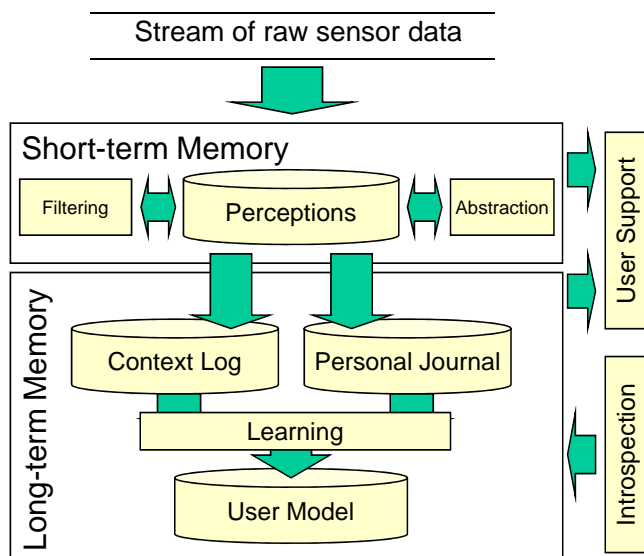 Stream of raw sensor data
Short-term Memory
Filtering
Perceptions
Abstraction
User Support
Long-term Memory
Context Log
Personal Journal
Learning
User Model
Introspection